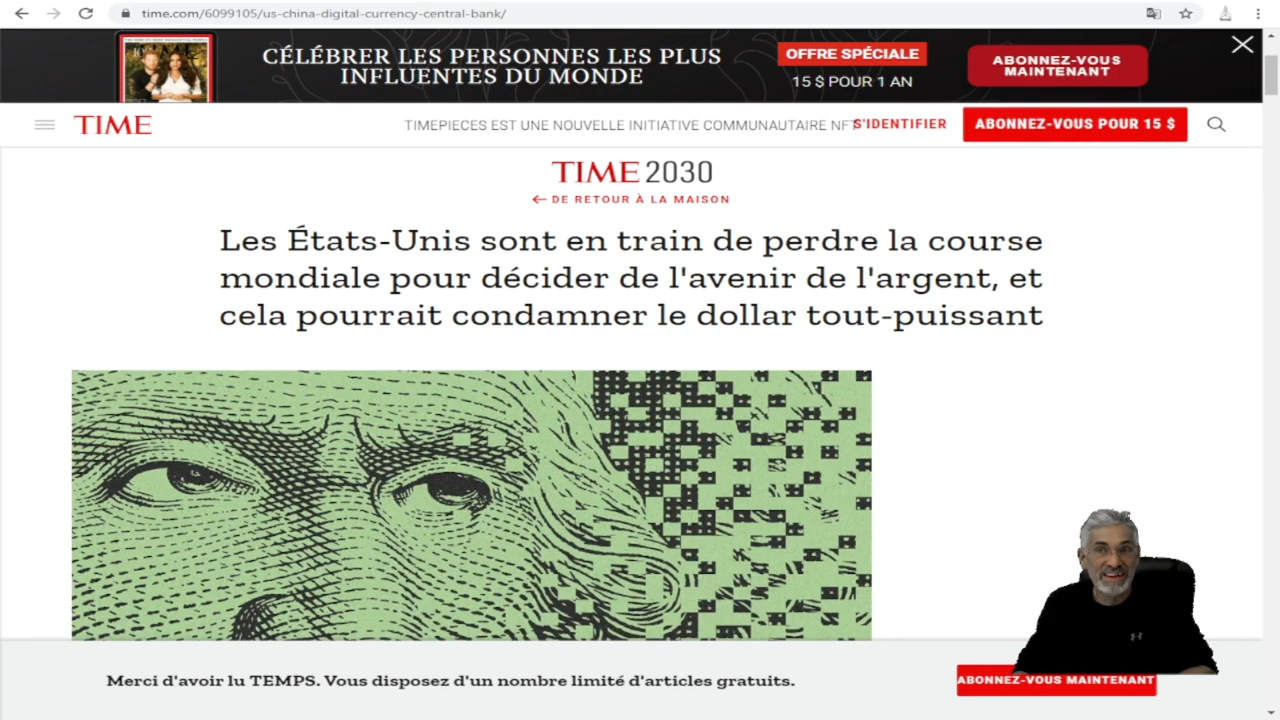 time.com/6099105/us-china-digital-currency-central-bank/
CÉLÉBRER LES PERSONNES LES PLUS
INFLUENTES DU MONDE
OFFRE SPÉCIALE
15 $ POUR 1 AN
ABONNEZ-VOUS
MAINTENANT
TIME
TIMEPIECES EST UNE NOUVELLE INITIATIVE COMMUNAUTAIRE NFT
S'IDENTIFIER
ABONNEZ-VOUS POUR 15 $
TIME 2030
← DE RETOUR À LA MAISON
Les États-Unis sont en train de perdre la course
mondiale pour décider de l'avenir de l'argent, et
cela pourrait condamner le dollar tout-puissant
Merci d'avoir lu TEMPS. Vous disposez d'un nombre limité d'articles gratuits.
ABONNEZ-VOUS MAINTENANT